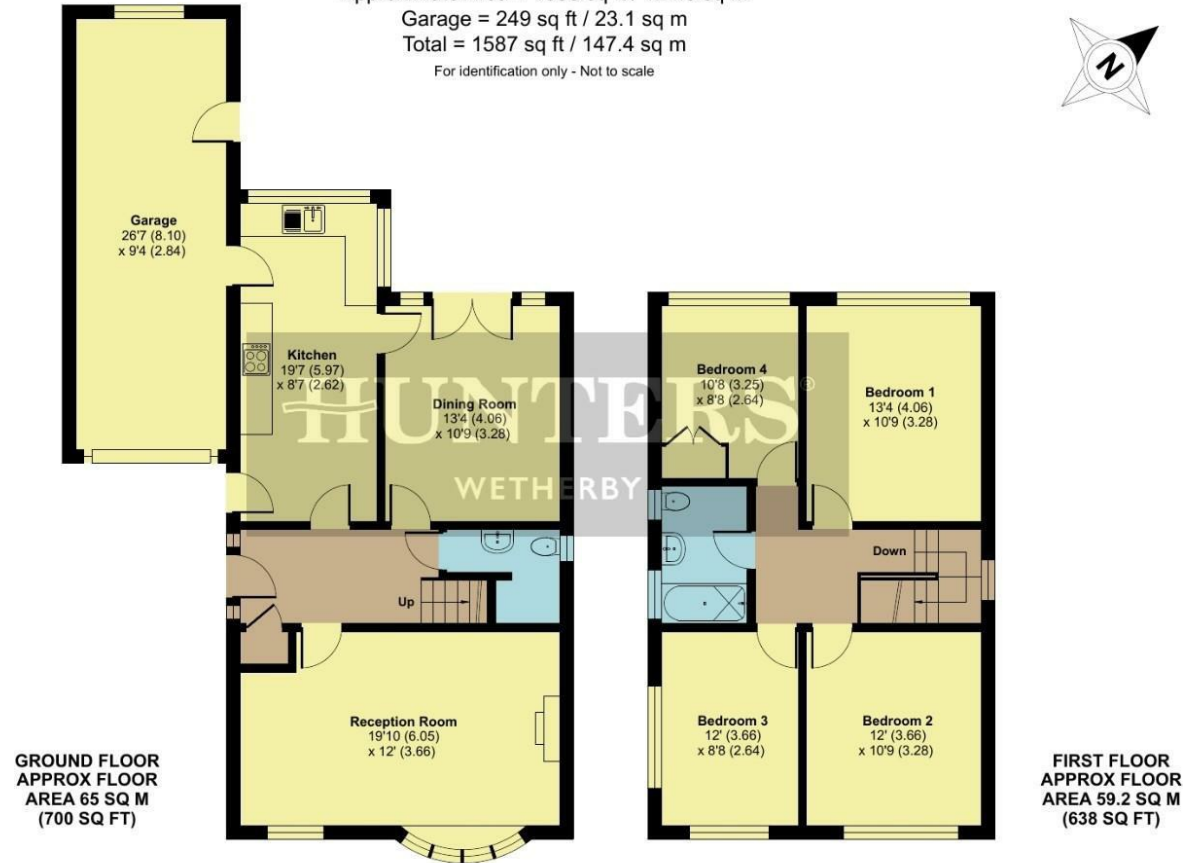 Garage = 249 sq ft / 23.1 sq m
Total = 1587 sq ft / 147.4 sq m
For identification only - Not to scale
N
Garage
26'7 (8.10)
x 9'4 (2.84)
Kitchen
19'7 (5.97)
x 8'7 (2.62)
Dining Room
13'4 (4.06)
x 10'9 (3.28)
Bedroom 4
10'8 (3.25)
x 8'8 (2.64)
Bedroom 1
13'4 (4.06)
x 10'9 (3.28)
HUNTERS®
WETHERBY
Up
Down
Reception Room
19'10 (6.05)
x 12' (3.66)
Bedroom 3
12' (3.66)
x 8'8 (2.64)
Bedroom 2
12' (3.66)
x 10'9 (3.28)
GROUND FLOOR
APPROX FLOOR
AREA 65 SQ M
(700 SQ FT)
FIRST FLOOR
APPROX FLOOR
AREA 59.2 SQ M
(638 SQ FT)